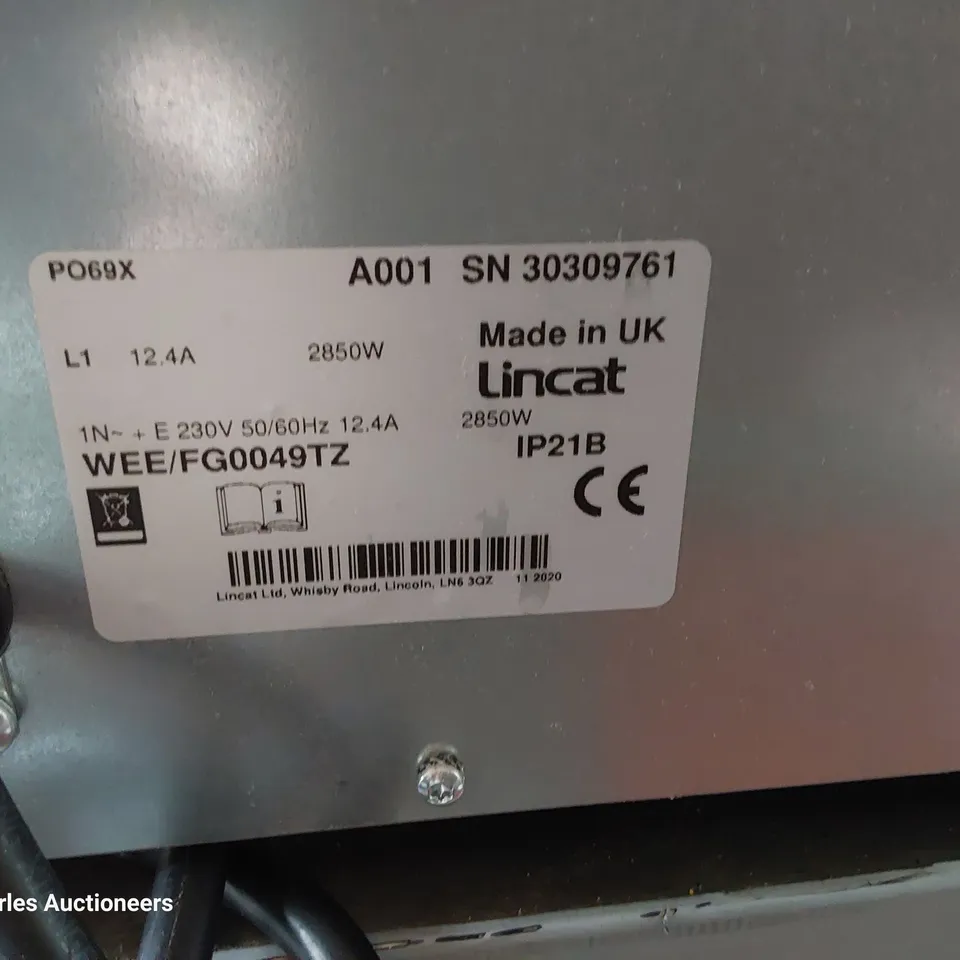 PO69X A001 SN 30309761
Made in UK
L1 12.4A 2850W
Lincat
1N~ + E 230V 50/60Hz 12.4A 2850W
WEE/FG0049TZ IP21B
i
CE
Lincat Ltd, Whisby Road, Lincoln, LN6 3QZ 11 2020
rles Auctioneers